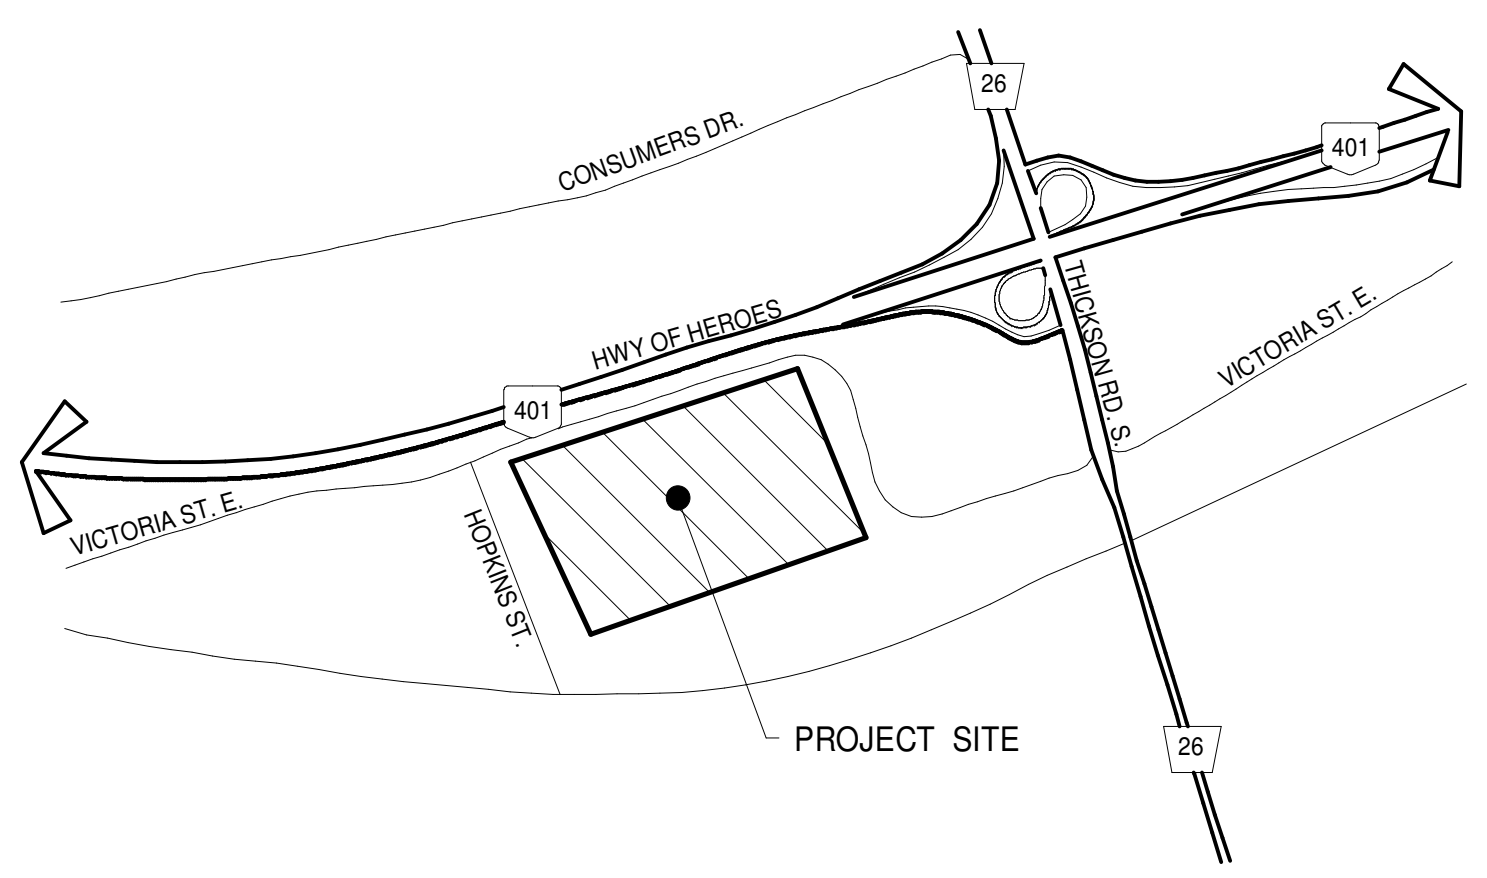 26
CONSUMERS DR.
401
HWY OF HEROES
THICKSON RD. S.
VICTORIA ST. E.
401
VICTORIA ST. E.
HOPKINS ST.
PROJECT SITE
26